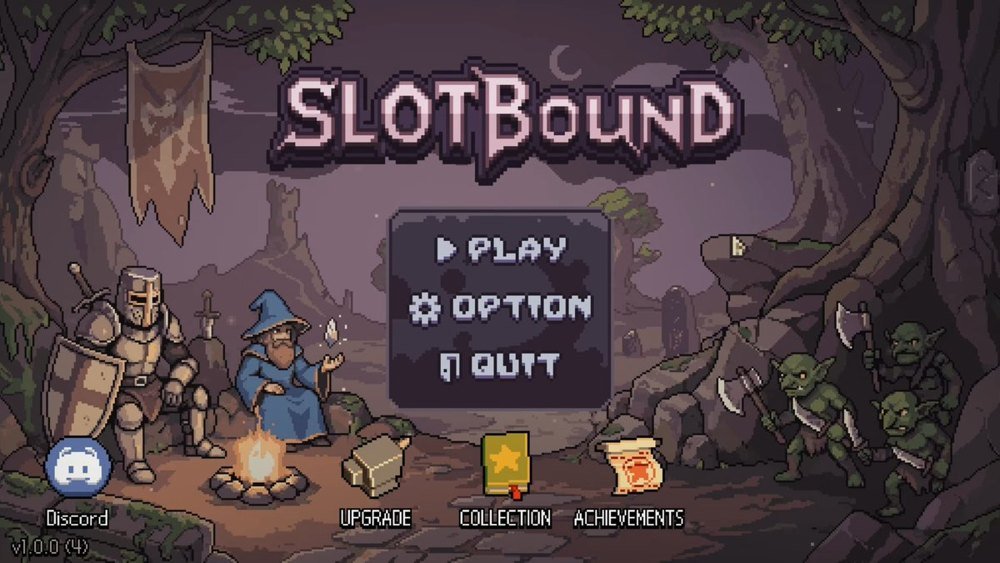 SLOTBOUND
PLAY
OPTION
QUIT
Discord
UPGRADE
COLLECTION
ACHIEVEMENTS
v1.0.0 (4)